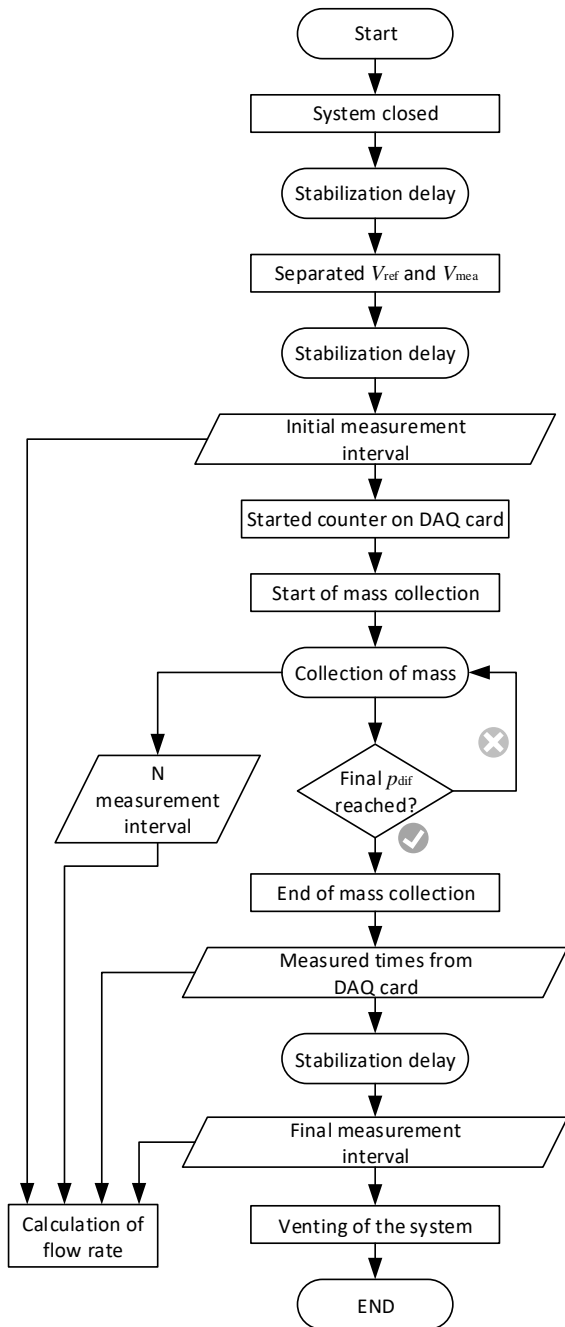 Start
System closed
Stabilization delay
Separated Vref and Vmea
Stabilization delay
Initial measurement
interval
Started counter on DAQ card
Start of mass collection
Collection of mass
N
measurement
interval
Final pdif
reached?
End of mass collection
Measured times from
DAQ card
Stabilization delay
Final measurement
interval
Calculation of
flow rate
Venting of the system
END